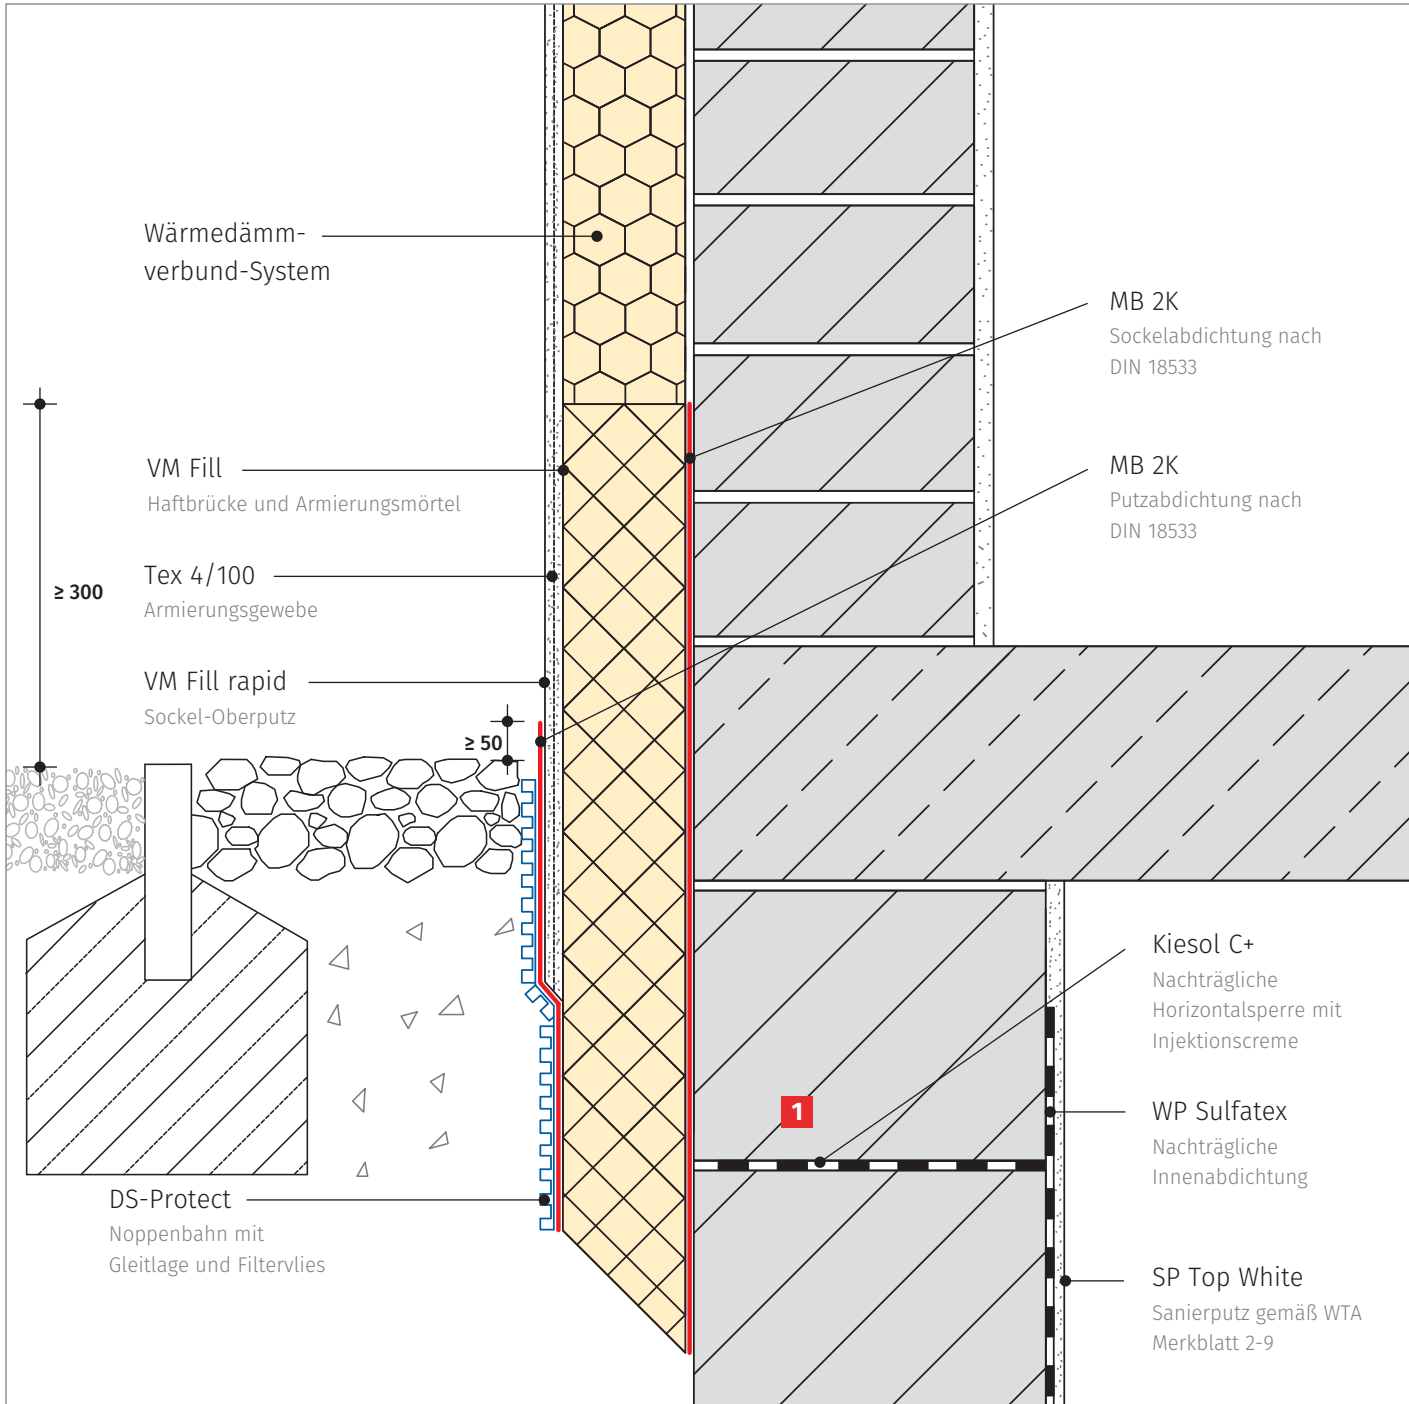 Wärmedämm-
verbund-System
VM Fill
Haftbrücke und Armierungsmörtel
≥ 300
Tex 4/100
Armierungsgewebe
VM Fill rapid
Sockel-Oberputz
≥ 50
DS-Protect
Noppenbahn mit
Gleitlage und Filtervlies
MB 2K
Sockelabdichtung nach
DIN 18533
MB 2K
Putzabdichtung nach
DIN 18533
Kiesol C+
Nachträgliche
Horizontalsperre mit
Injektionscreme
1
WP Sulfatex
Nachträgliche
Innenabdichtung
SP Top White
Sanierputz gemäß WTA
Merkblatt 2-9